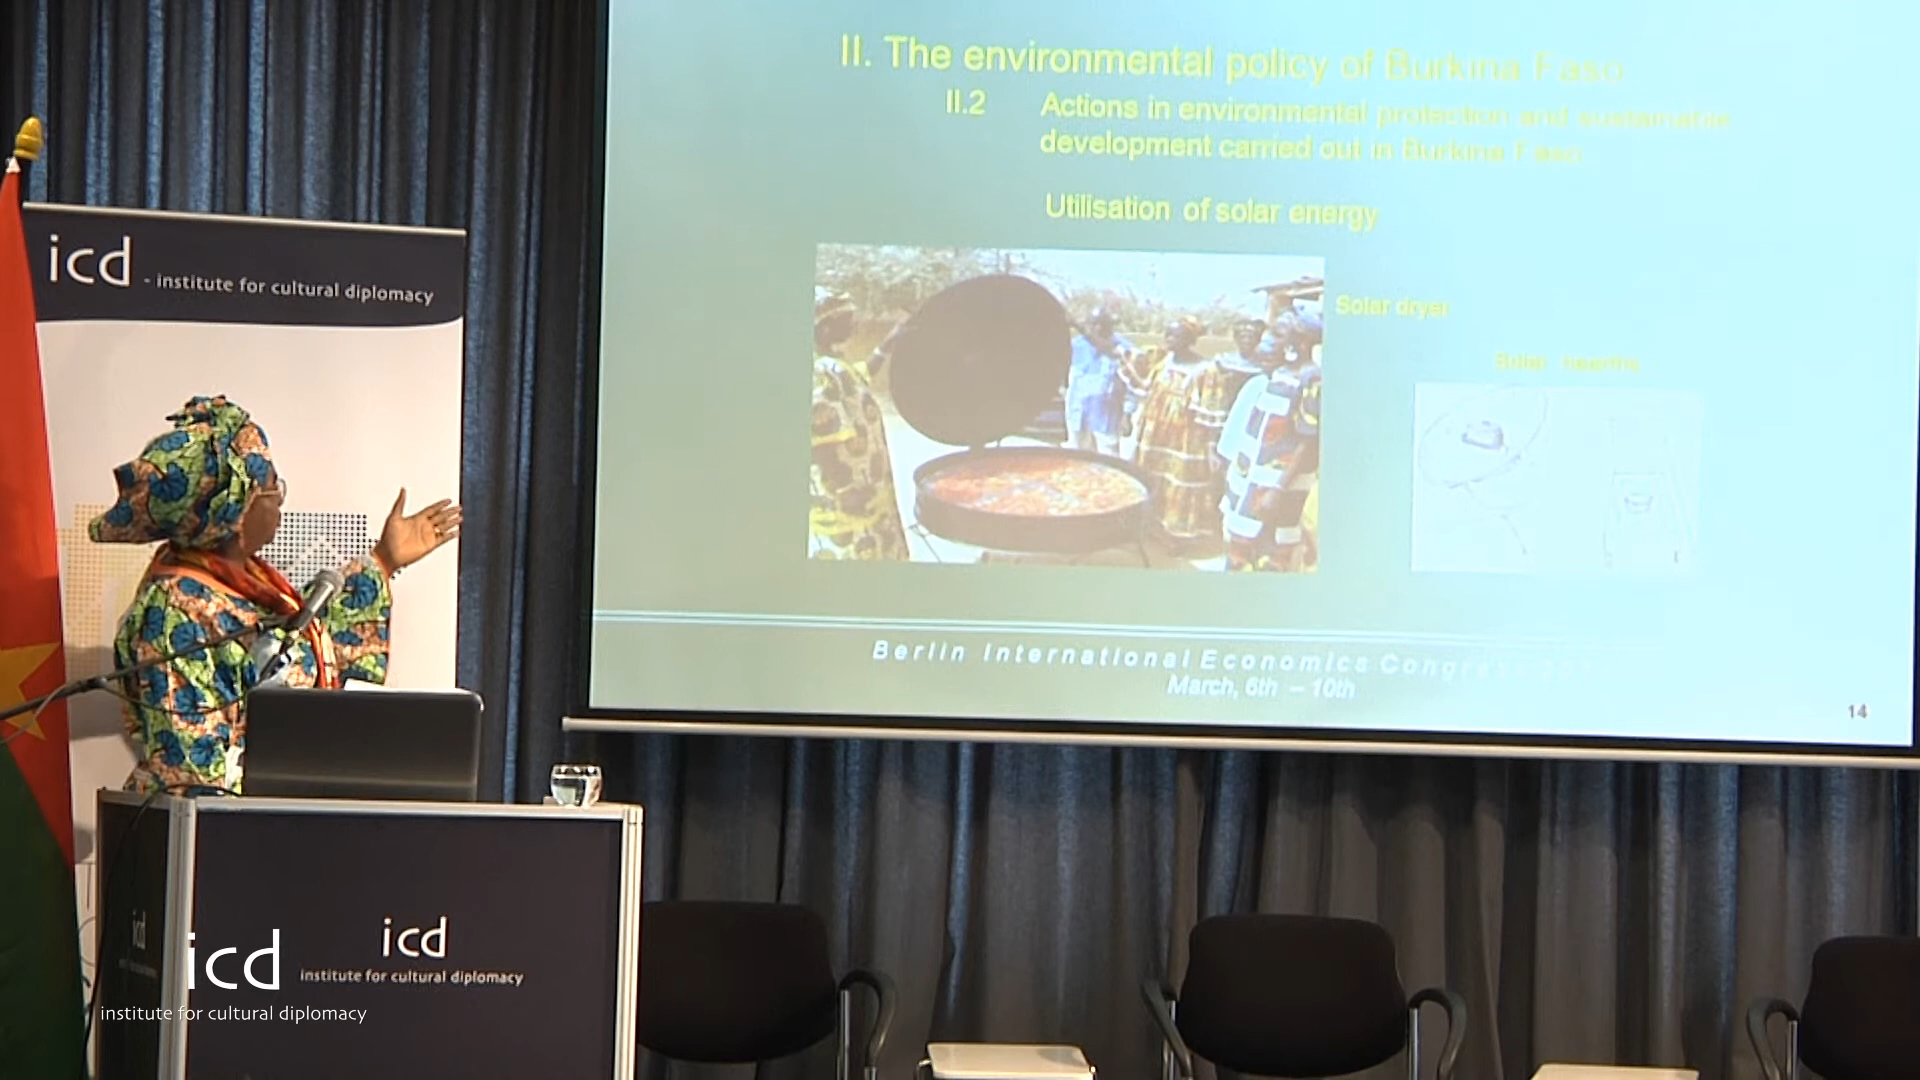 II. The environmental policy of Burkina Faso
II.2 Actions in environmental protection and sustainable
development carried out in Burkina Faso
Utilisation of solar energy
Solar dryer
Solar
Berlin International Economics Congress
March, 6th – 10th
14
icd - institute for cultural diplomacy
icd
institute for cultural diplomacy
icd
institute for cultural diplomacy
icd